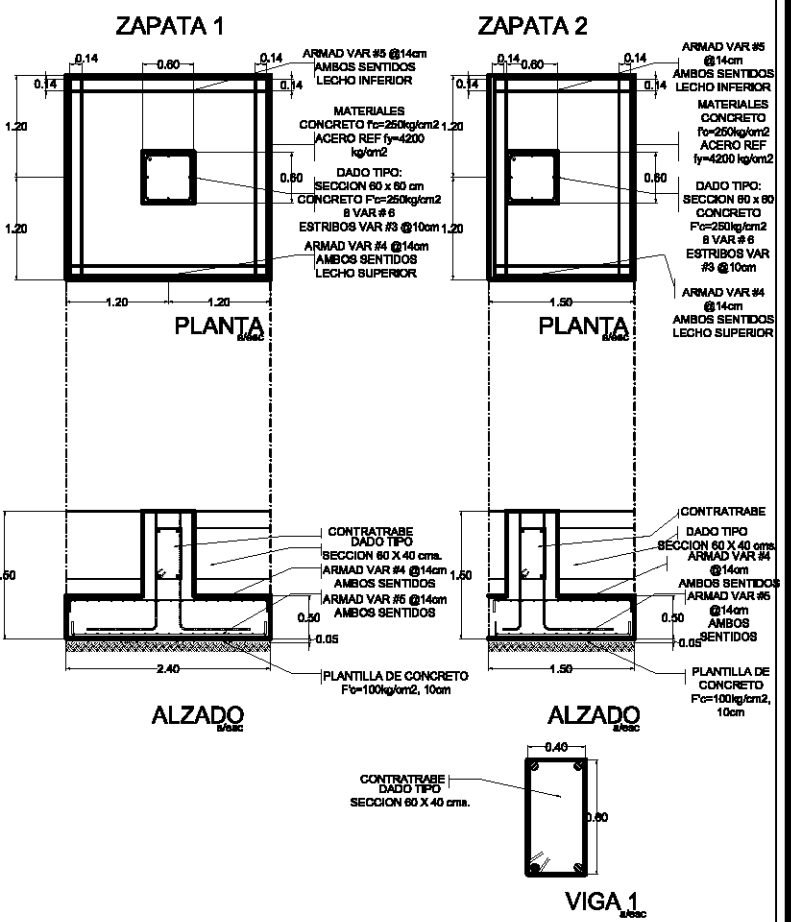 ZAPATA 1
0.14
0.60
0.14
0.14
0.14
1.20
1.20
0.60
1.20
1.20
ARMAD VAR #5 @14cm
AMBOS SENTIDOS
LECHO INFERIOR
MATERIALES
CONCRETO f'c=250kg/cm2
ACERO REF fy=4200
kg/cm2
DADO TIPO:
SECCION 60 x 60 cm
CONCRETO F'c=250kg/cm2
8 VAR # 6
ESTRIBOS VAR #3 @10cm
ARMAD VAR #4 @14cm
AMBOS SENTIDOS
LECHO SUPERIOR
PLANTA
s/esc
ZAPATA 2
0.14
0.60
0.14
0.14
0.14
1.20
1.20
0.60
1.50
ARMAD VAR #5
@14cm
AMBOS SENTIDOS
LECHO INFERIOR
MATERIALES
CONCRETO
f'c=250kg/cm2
ACERO REF
fy=4200 kg/cm2
DADO TIPO:
SECCION 60 x 60
CONCRETO
F'c=250kg/cm2
8 VAR # 6
ESTRIBOS VAR
#3 @10cm
ARMAD VAR #4
@14cm
AMBOS SENTIDOS
LECHO SUPERIOR
PLANTA
s/esc
CONTRATRABE
DADO TIPO
SECCION 60 X 40 cms.
ARMAD VAR #4 @14cm
AMBOS SENTIDOS
ARMAD VAR #5 @14cm
AMBOS SENTIDOS
0.50
0.05
2.40
PLANTILLA DE CONCRETO
F'c=100kg/cm2, 10cm
ALZADO
s/esc
CONTRATRABE
DADO TIPO
SECCION 60 X 40 cms.
ARMAD VAR #4
@14cm
AMBOS SENTIDOS
ARMAD VAR #5
@14cm
AMBOS
SENTIDOS
1.50
0.50
0.05
1.50
PLANTILLA DE
CONCRETO
F'c=100kg/cm2,
10cm
ALZADO
s/esc
0.40
0.60
CONTRATRABE
DADO TIPO
SECCION 60 X 40 cms.
VIGA 1
s/esc